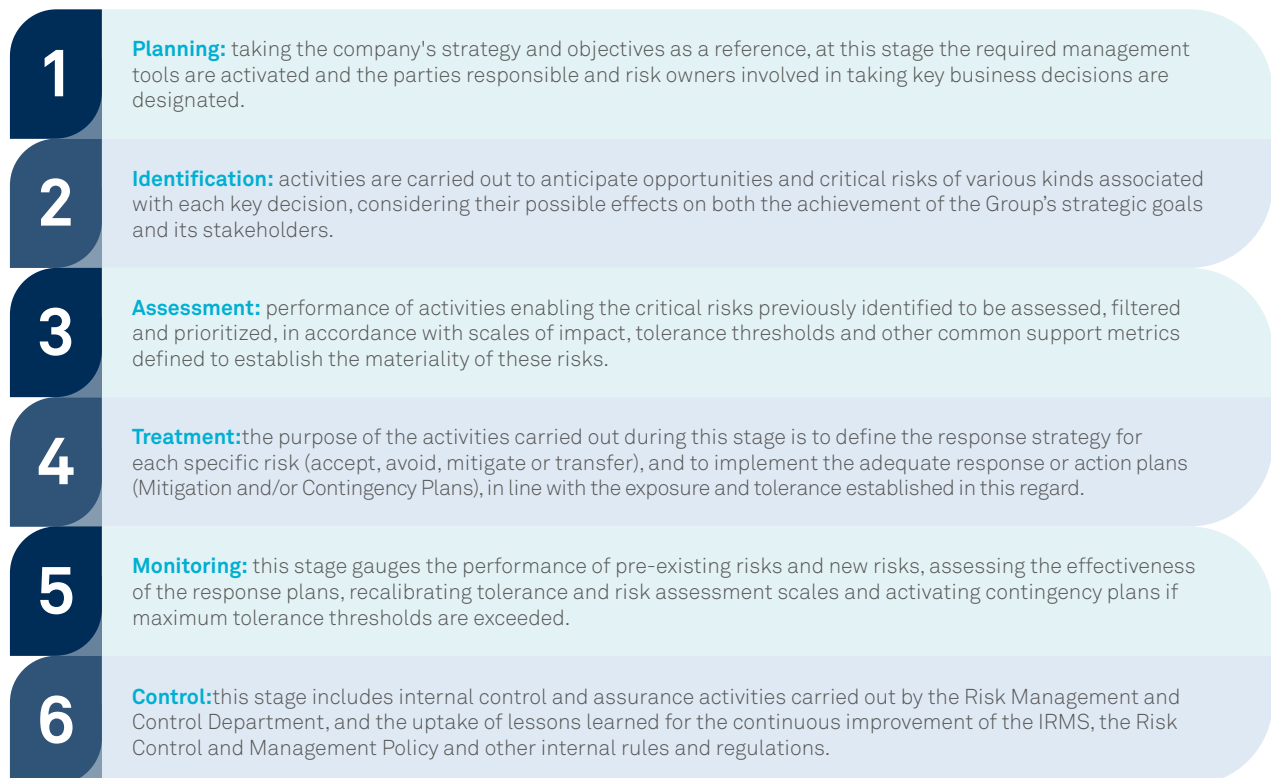 1
Planning: taking the company's strategy and objectives as a reference, at this stage the required management
tools are activated and the parties responsible and risk owners involved in taking key business decisions are
designated.
2
Identification: activities are carried out to anticipate opportunities and critical risks of various kinds associated
with each key decision, considering their possible effects on both the achievement of the Group’s strategic goals
and its stakeholders.
3
Assessment: performance of activities enabling the critical risks previously identified to be assessed, filtered
and prioritized, in accordance with scales of impact, tolerance thresholds and other common support metrics
defined to establish the materiality of these risks.
4
Treatment:the purpose of the activities carried out during this stage is to define the response strategy for
each specific risk (accept, avoid, mitigate or transfer), and to implement the adequate response or action plans
(Mitigation and/or Contingency Plans), in line with the exposure and tolerance established in this regard.
5
Monitoring: this stage gauges the performance of pre-existing risks and new risks, assessing the effectiveness
of the response plans, recalibrating tolerance and risk assessment scales and activating contingency plans if
maximum tolerance thresholds are exceeded.
6
Control:this stage includes internal control and assurance activities carried out by the Risk Management and
Control Department, and the uptake of lessons learned for the continuous improvement of the IRMS, the Risk
Control and Management Policy and other internal rules and regulations.